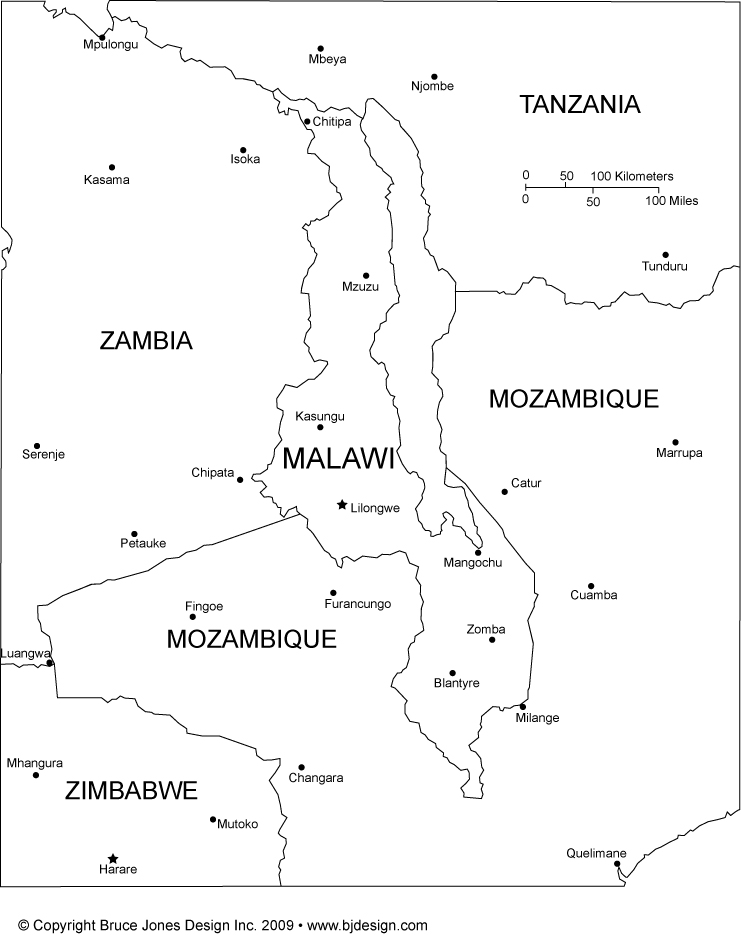 Mpulongu
Mbeya
Njombe
TANZANIA
Chitipa
Isoka
Kasama
0 50 100 Kilometers
0 50 100 Miles
Tunduru
Mzuzu
ZAMBIA
MOZAMBIQUE
Kasungu
Serenje
Marrupa
MALAWI
Chipata
Catur
Lilongwe
Petauke
Mangochu
Cuamba
Fingoe
Furancungo
MOZAMBIQUE
Zomba
Luangwa
Blantyre
Milange
Mhangura
Changara
ZIMBABWE
Mutoko
Quelimane
Harare
© Copyright Bruce Jones Design Inc. 2009 • www.bjdesign.com